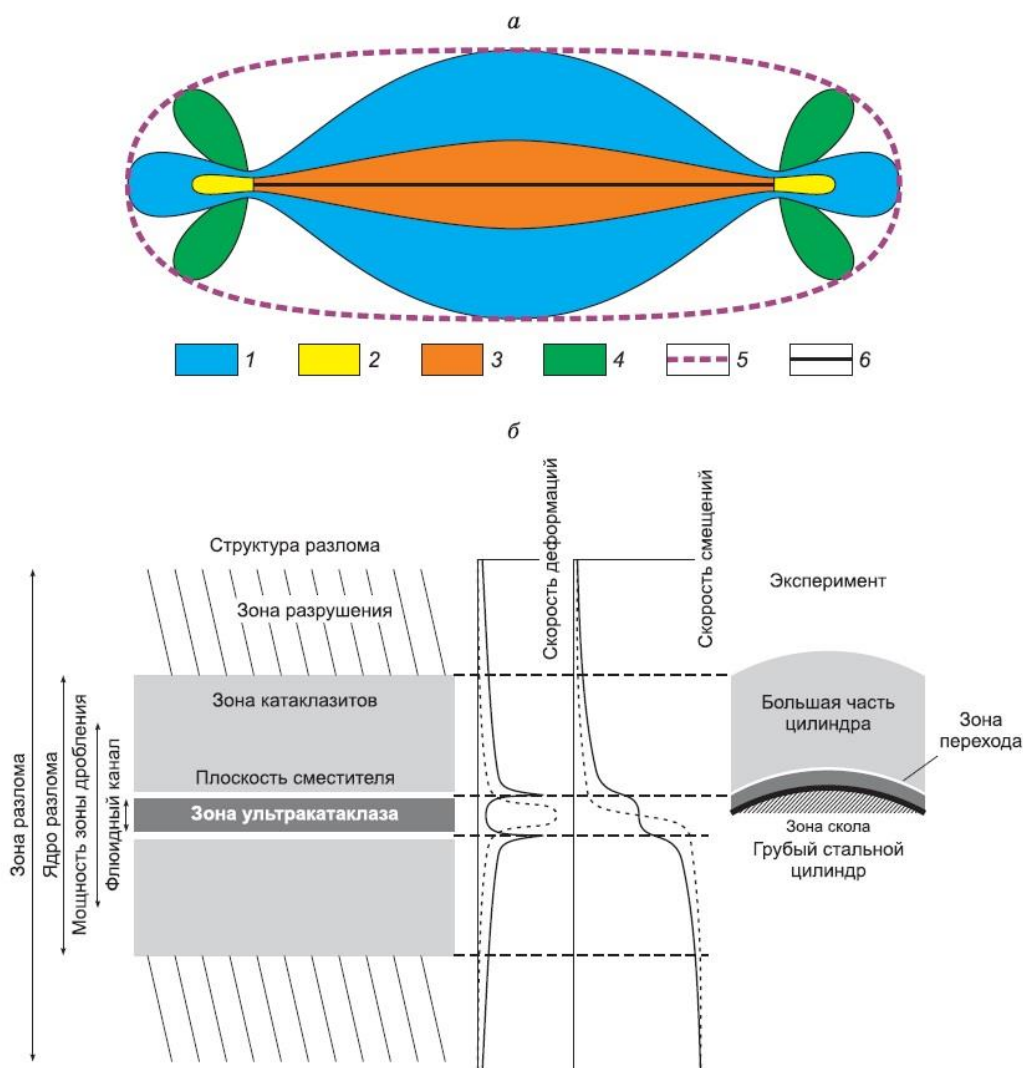 а
1
2
3
4
5
6
б
Структура разлома
Зона разрушения
Зона катаклазитов
Плоскость сместителя
Зона ультракатаклаза
Зона разлома
Ядро разлома
Мощность зоны дробления
Флюидный канал
Скорость деформаций
Скорость смещений
Эксперимент
Большая часть
цилиндра
Зона
перехода
Зона скола
Грубый стальной
цилиндр